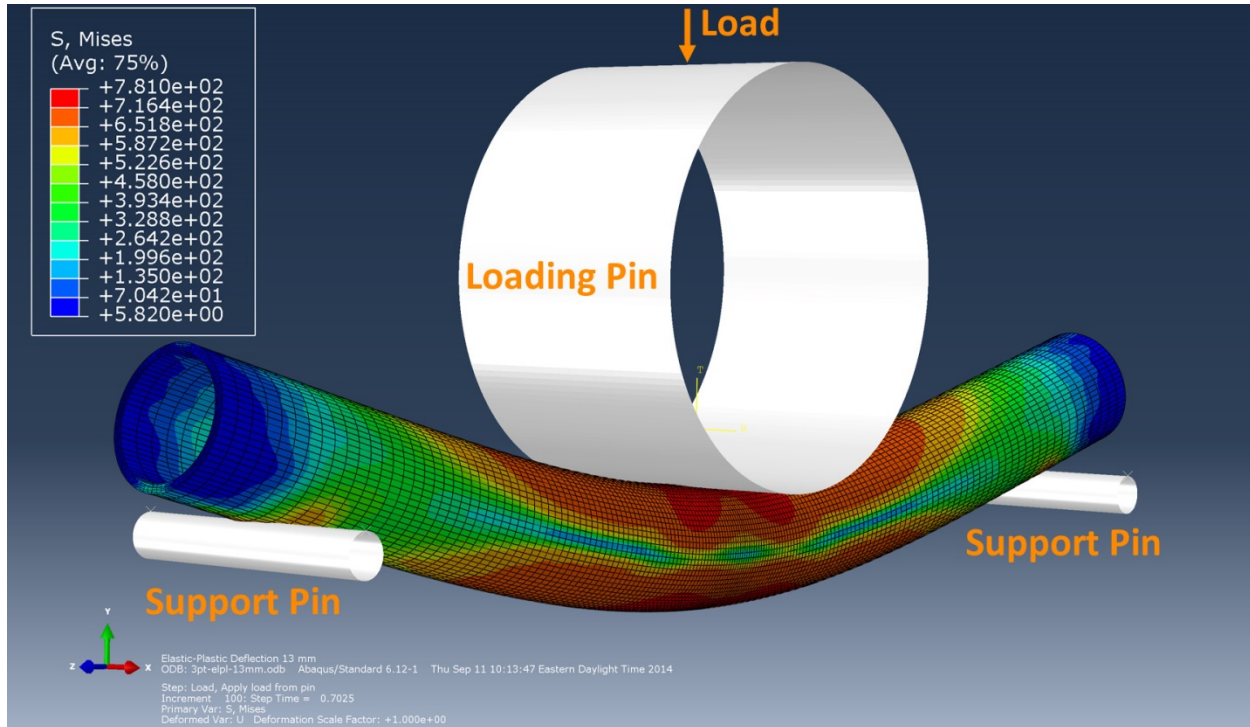 Load
S, Mises
(Avg: 75%)
+7.810e+02
+7.164e+02
+6.518e+02
+5.872e+02
+5.226e+02
+4.580e+02
+3.934e+02
+3.288e+02
+2.642e+02
+1.996e+02
+1.350e+02
+7.042e+01
+5.820e+00
Loading Pin
T
Support Pin
Support Pin
Y
Z X
Elastic-Plastic Deflection 13 mm
ODB: 3pt-elpl-13mm.odb Abaqus/Standard 6.12-1 Thu Sep 11 10:13:47 Eastern Daylight Time 2014
Step: Load, Apply load from pin
Increment 100: Step Time = 0.7025
Primary Var: S, Mises
Deformed Var: U Deformation Scale Factor: +1.000e+00